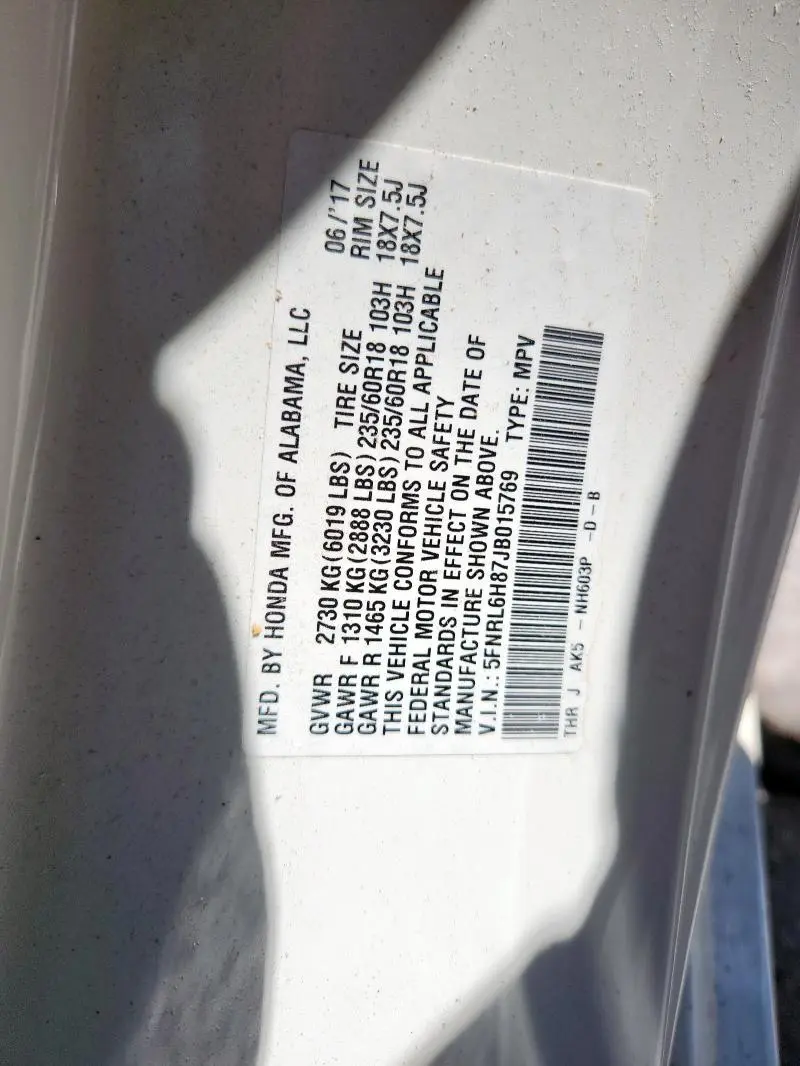 MFD. BY HONDA MFG. OF ALABAMA, LLC
06/'17
GVWR 2730 KG(6019 LBS) TIRE SIZE RIM SIZE
GAWR F 1310 KG(2888 LBS) 235/60R18 103H 18X7.5J
GAWR R 1465 KG(3230 LBS) 235/60R18 103H 18X7.5J
THIS VEHICLE CONFORMS TO ALL APPLICABLE
FEDERAL MOTOR VEHICLE SAFETY
STANDARDS IN EFFECT ON THE DATE OF
MANUFACTURE SHOWN ABOVE.
V.I.N.: 5FNRL6H87JB015769 TYPE: MPV
THR J AK5 - NH603P -D-B